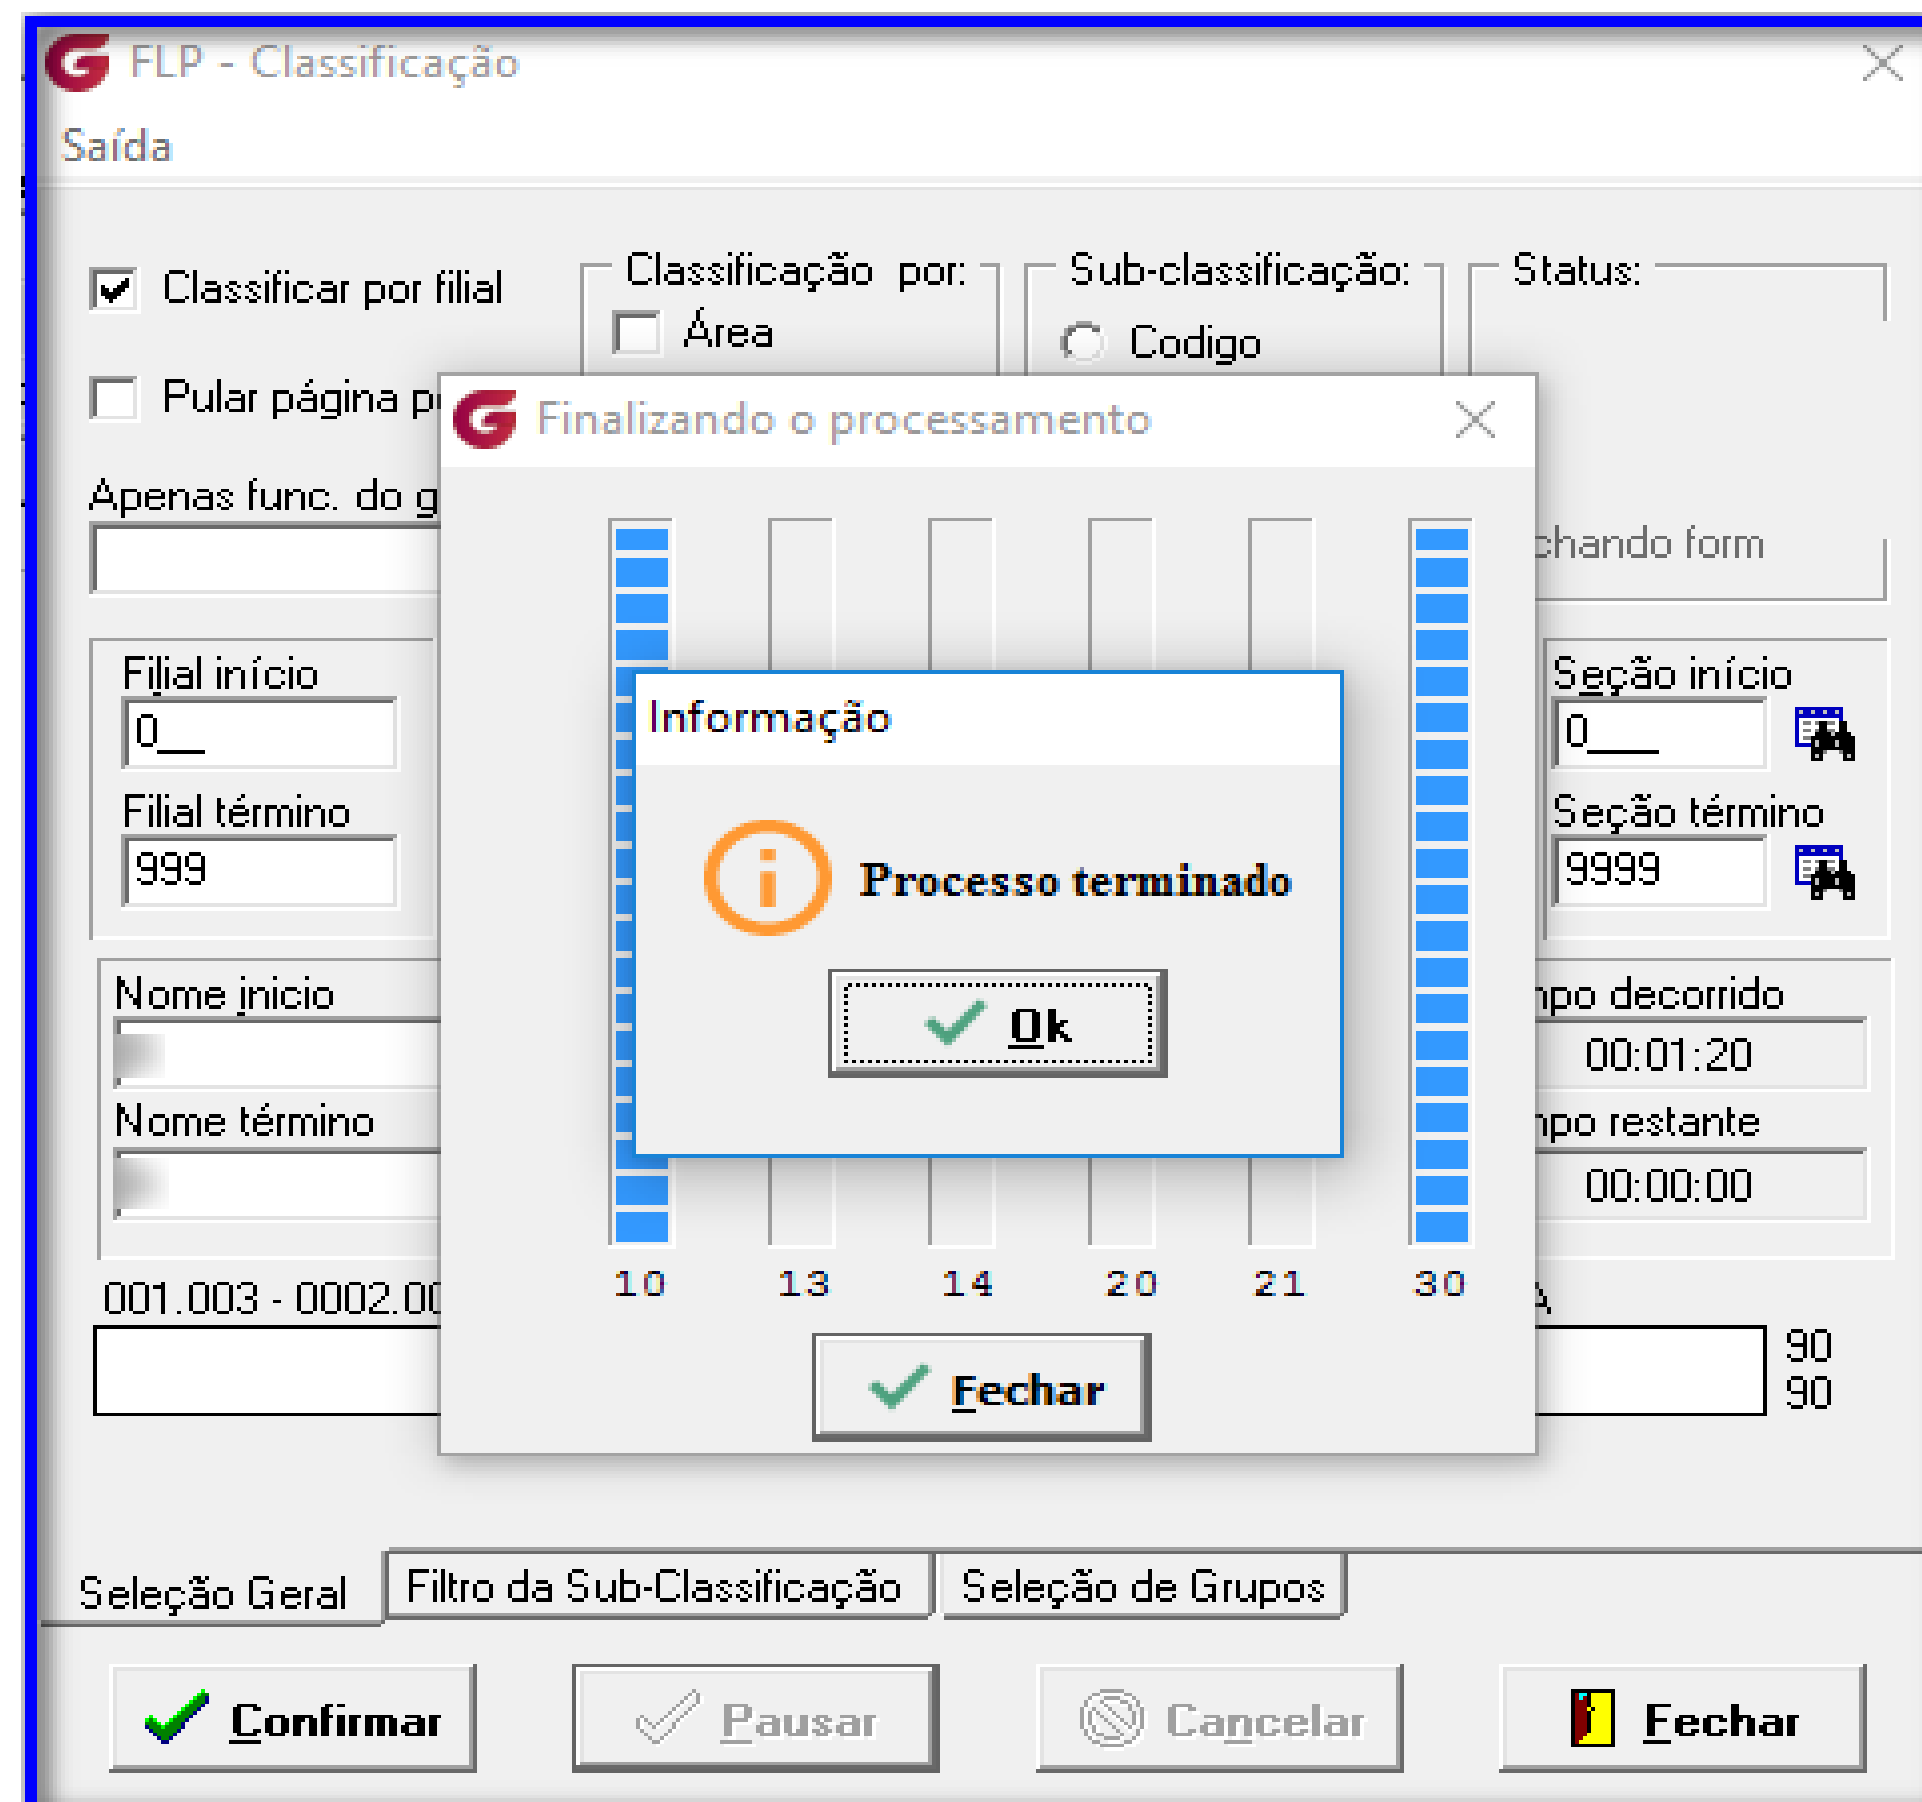 FLP - Classificação
Saída
Classificar por filial
Classificação por:
Sub-classificação:
Status:
Área
Codigo
Pular página p
Finalizando o processamento
Apenas func. do g
chando form
Filial início
0__
Filial término
999
Informação
Processo terminado
Ok
Seção início
0___
Seção término
9999
Nome inicio
Nome término
po decorrido
00:01:20
po restante
00:00:00
10 13 14 20 21 30
001.003 - 0002.00
A
90
90
Fechar
Seleção Geral
Filtro da Sub-Classificação
Seleção de Grupos
Confirmar
Pausar
Cancelar
Fechar